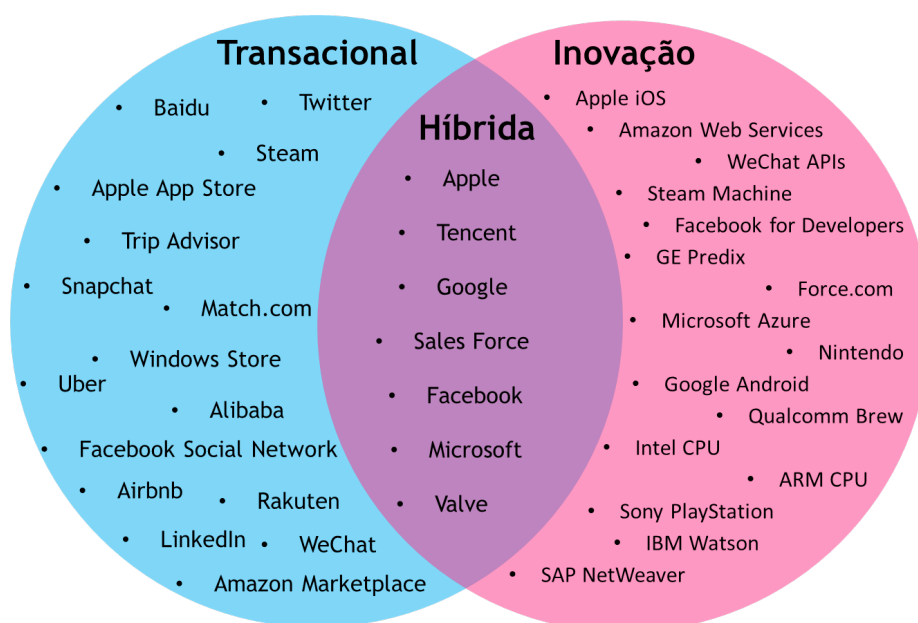 Transacional
• Baidu
• Twitter
• Steam
• Apple App Store
• Trip Advisor
• Snapchat
• Match.com
• Windows Store
• Uber
• Alibaba
• Facebook Social Network
• Airbnb
• Rakuten
• LinkedIn
• WeChat
• Amazon Marketplace
Híbrida
• Apple
• Tencent
• Google
• Sales Force
• Facebook
• Microsoft
• Valve
Inovação
• Apple iOS
• Amazon Web Services
• WeChat APIs
• Steam Machine
• Facebook for Developers
• GE Predix
• Force.com
• Microsoft Azure
• Nintendo
• Google Android
• Qualcomm Brew
• Intel CPU
• ARM CPU
• Sony PlayStation
• IBM Watson
• SAP NetWeaver